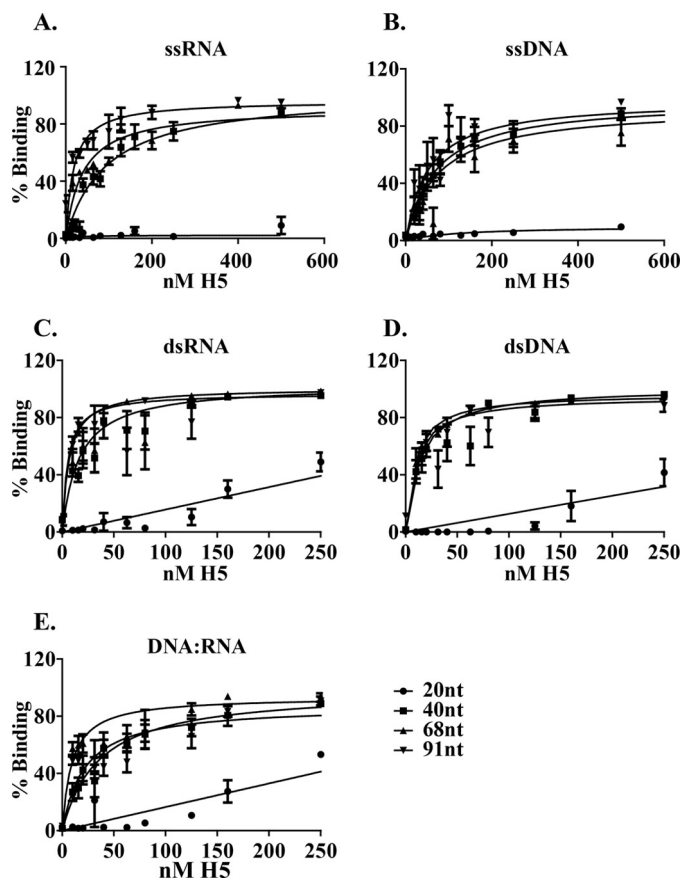 A.
ssRNA
120
80
40
0
% Binding
0 200 400 600
nM H5
B.
ssDNA
120
80
40
0
% Binding
0 200 400 600
nM H5
C.
dsRNA
120
80
40
0
% Binding
0 50 100 150 200 250
nM H5
D.
dsDNA
120
80
40
0
% Binding
0 50 100 150 200 250
nM H5
E.
DNA:RNA
120
80
40
0
% Binding
0 50 100 150 200 250
nM H5
20nt
40nt
68nt
91nt